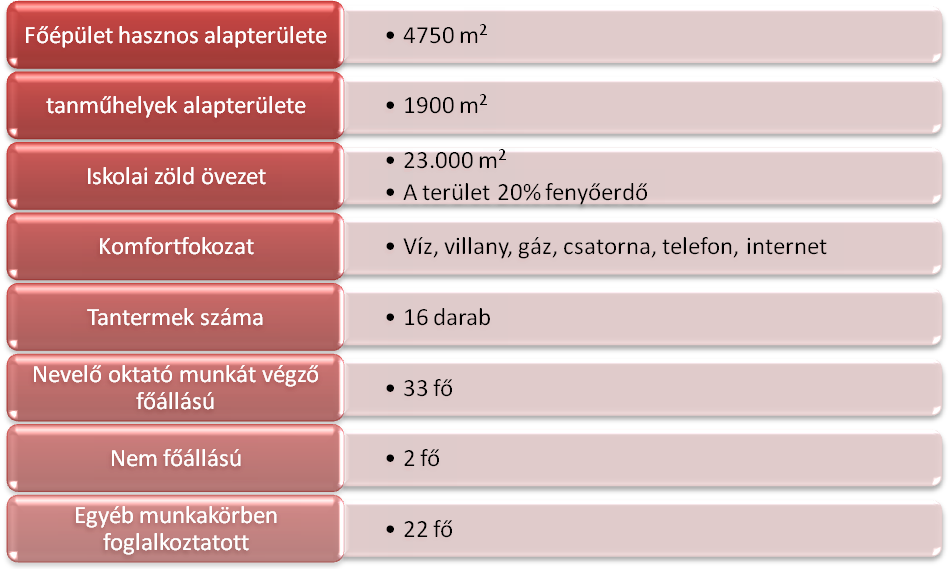 Főépület hasznos alapterülete
• 4750 m²
tanműhelyek alapterülete
• 1900 m²
Iskolai zöld övezet
• 23.000 m²
• A terület 20% fenyőerdő
Komfortfokozat
• Víz, villany, gáz, csatorna, telefon, internet
Tantermek száma
• 16 darab
Nevelő oktató munkát végző
főállású
• 33 fő
Nem főállású
• 2 fő
Egyéb munkakörben
foglalkoztatott
• 22 fő